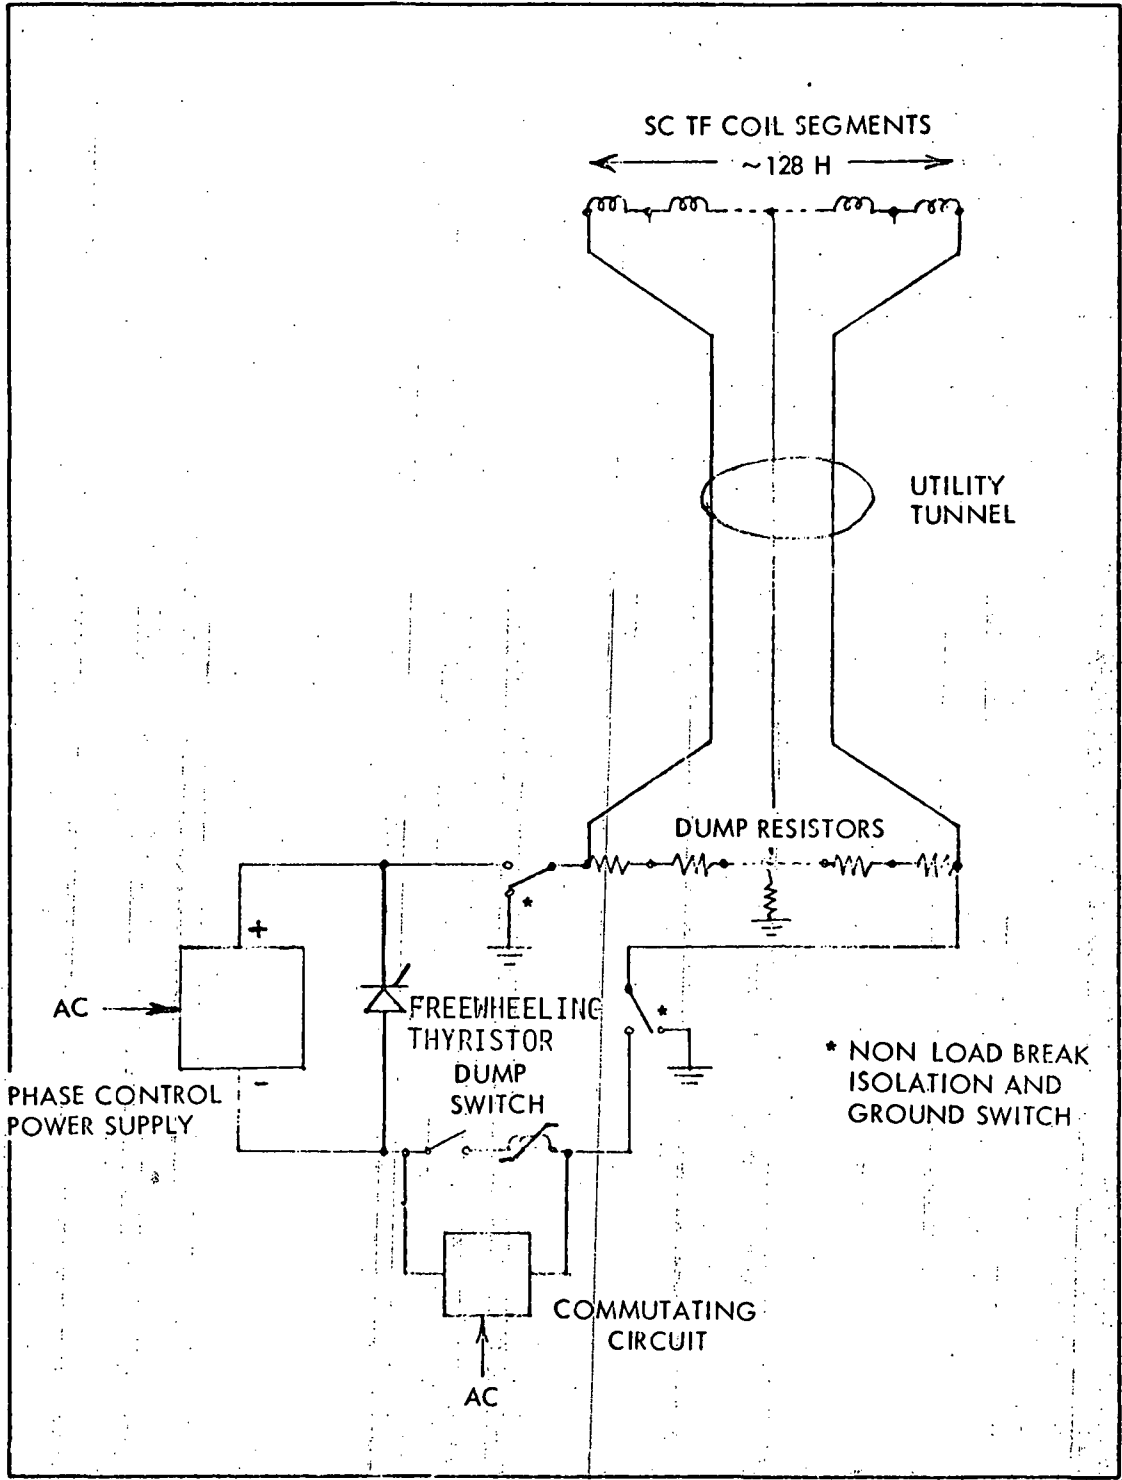 SC TF COIL SEGMENTS
~128 H
UTILITY
TUNNEL
DUMP RESISTORS
*
+
AC
FREEWHEELING
THYRISTOR
*
-
DUMP
SWITCH
PHASE CONTROL
POWER SUPPLY
* NON LOAD BREAK
ISOLATION AND
GROUND SWITCH
COMMUTATING
CIRCUIT
AC